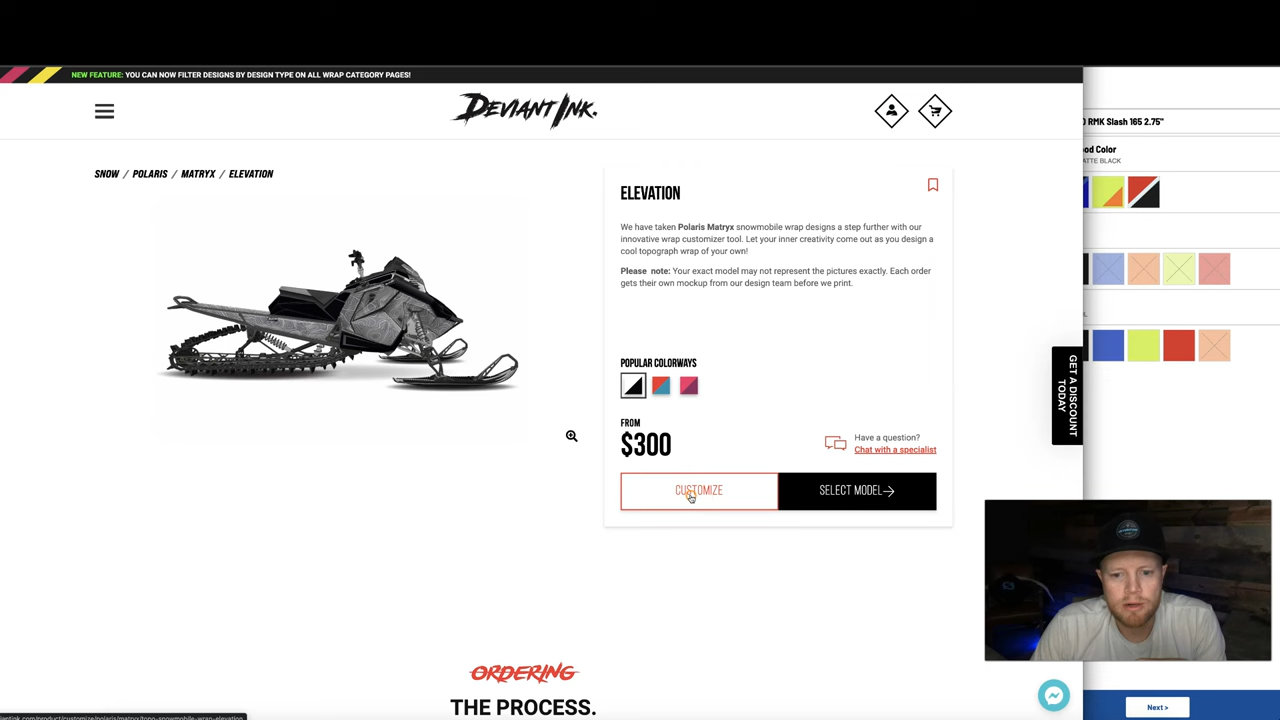 NEW FEATURE: YOU CAN NOW FILTER DESIGNS BY DESIGN TYPE ON ALL WRAP CATEGORY PAGES!
DEVIANT INK.
RMK Slash 165 2.75"
ood Color
ATTE BLACK
SNOW / POLARIS / MATRYX / ELEVATION
ELEVATION
We have taken Polaris Matryx snowmobile wrap designs a step further with our
innovative wrap customizer tool. Let your inner creativity come out as you design a
cool topograph wrap of your own!
Please note: Your exact model may not represent the pictures exactly. Each order
gets their own mockup from our design team before we print.
POPULAR COLORWAYS
FROM
$300
Have a question?
Chat with a specialist
CUSTOMIZE
SELECT MODEL
GET A DISCOUNT
TODAY
ORDERING
THE PROCESS.
Next >